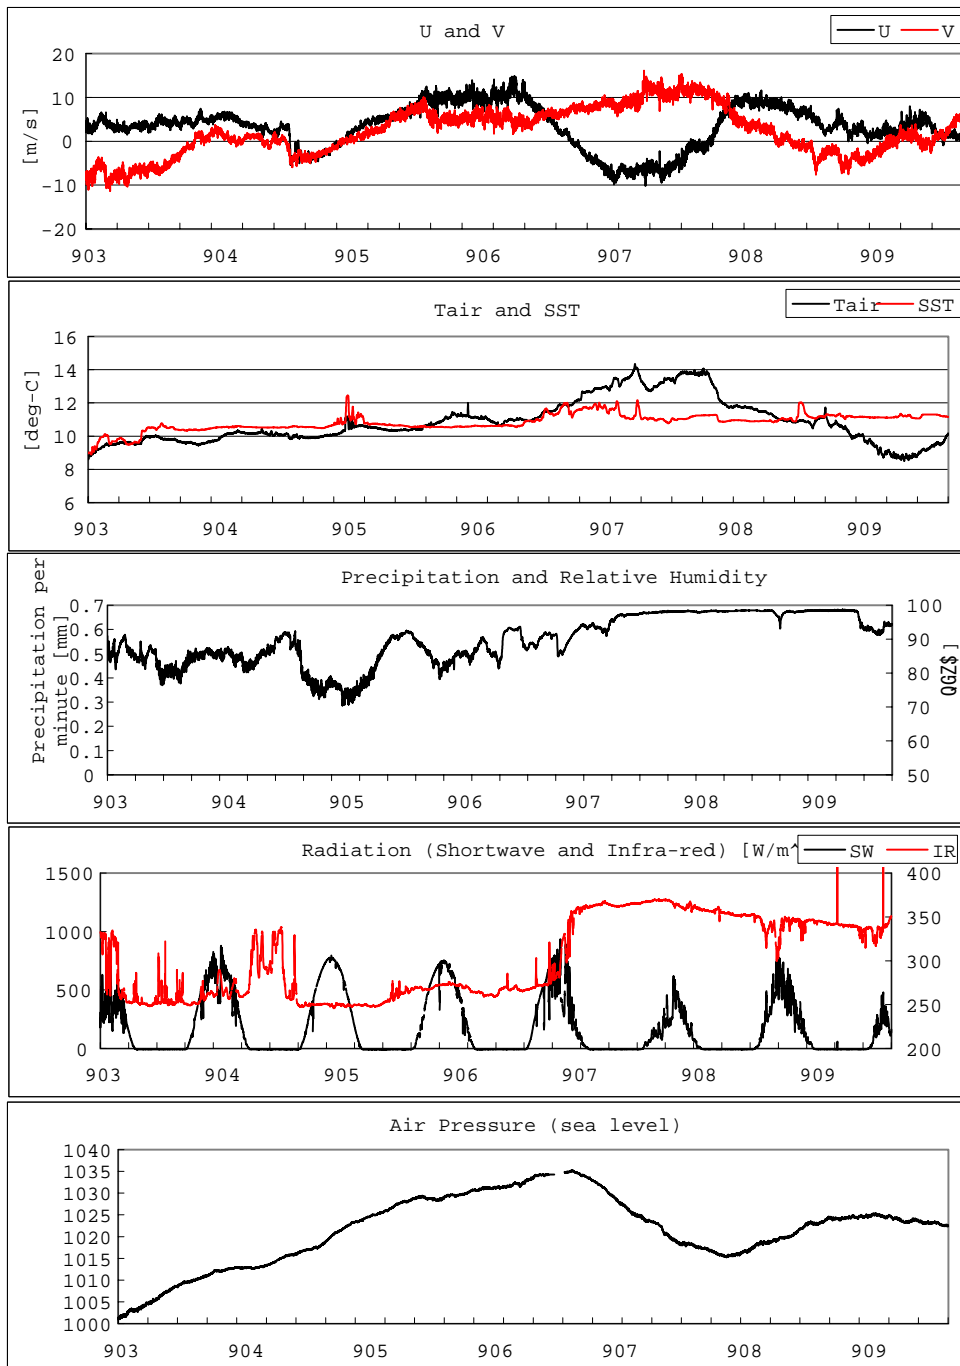 U and V
U V
20
10
0
-10
-20
[m/s]
903 904 905 906 907 908 909
Tair and SST
Tair SST
16
14
12
10
8
6
[deg-C]
903 904 905 906 907 908 909
Precipitation and Relative Humidity
Precipitation per
minute [mm]
0.7
0.6
0.5
0.4
0.3
0.2
0.1
0
100
90
80
70
60
50
QGZ$]
903 904 905 906 907 908 909
Radiation (Shortwave and Infra-red) [W/m^
SW IR
1500
1000
500
0
400
350
300
250
200
903 904 905 906 907 908 909
Air Pressure (sea level)
1040
1035
1030
1025
1020
1015
1010
1005
1000
903 904 905 906 907 908 909